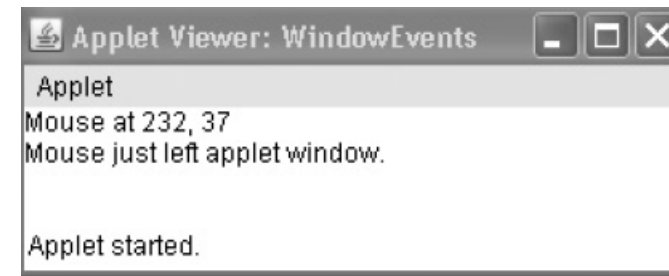 Applet Viewer: WindowEvents
Applet
Mouse at 232, 37
Mouse just left applet window.
Applet started.